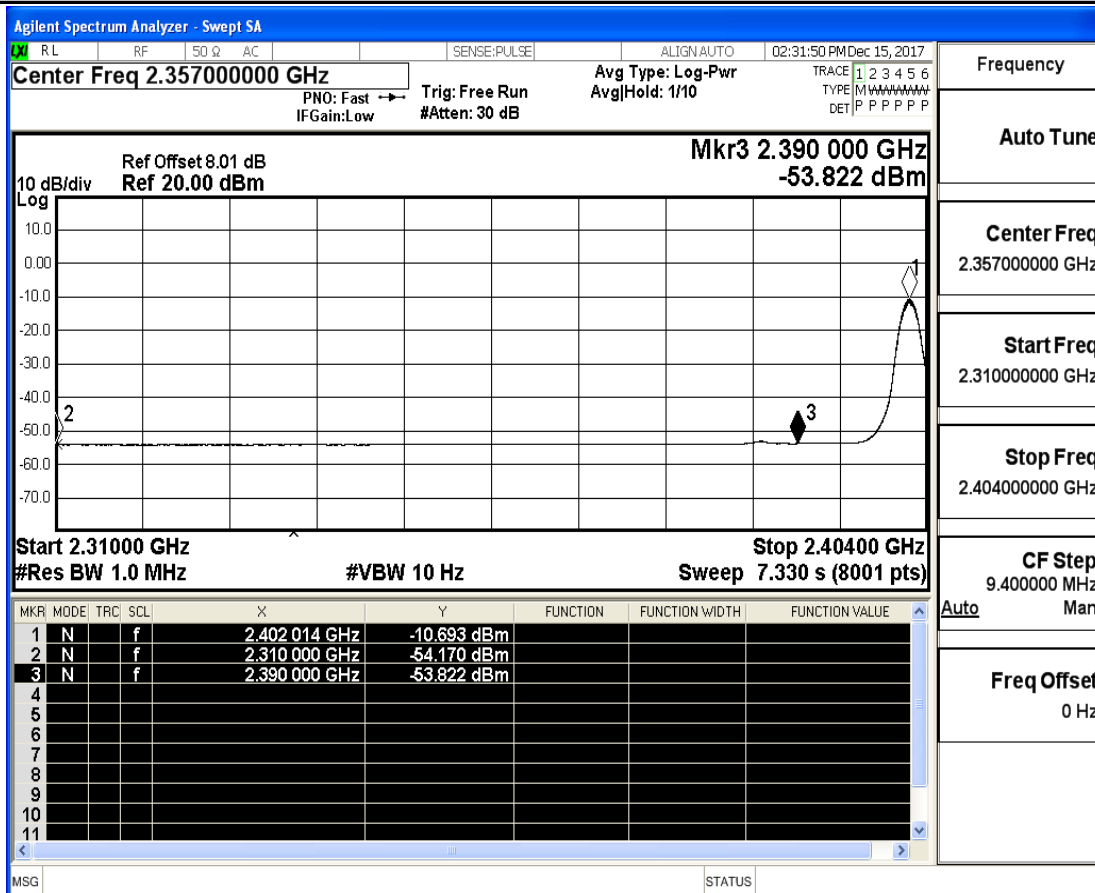 Agilent Spectrum Analyzer - Swept SA
LXI RL RF 50 Ω AC SENSE:PULSE ALIGN AUTO 02:31:50 PM Dec 15, 2017
Center Freq 2.357000000 GHz
PNO: Fast
IFGain:Low
Trig: Free Run
#Atten: 30 dB
Avg Type: Log-Pwr
Avg|Hold: 1/10
TRACE 1 2 3 4 5 6
TYPE M WWWWW
DET P P P P P P
Ref Offset 8.01 dB
10 dB/div Ref 20.00 dBm
Log
Mkr3 2.390 000 GHz
-53.822 dBm
10.0
0.00
-10.0
-20.0
-30.0
-40.0
-50.0
-60.0
-70.0
1
2
3
Start 2.31000 GHz Stop 2.40400 GHz
#Res BW 1.0 MHz #VBW 10 Hz Sweep 7.330 s (8001 pts)
MKR MODE TRC SCL X Y FUNCTION FUNCTION WIDTH FUNCTION VALUE
1 N f 2.402 014 GHz -10.693 dBm
2 N f 2.310 000 GHz -54.170 dBm
3 N f 2.390 000 GHz -53.822 dBm
4
5
6
7
8
9
10
11
MSG STATUS
Frequency
Auto Tune
Center Freq
2.357000000 GHz
Start Freq
2.310000000 GHz
Stop Freq
2.404000000 GHz
CF Step
9.400000 MHz
Auto Man
Freq Offset
0 Hz